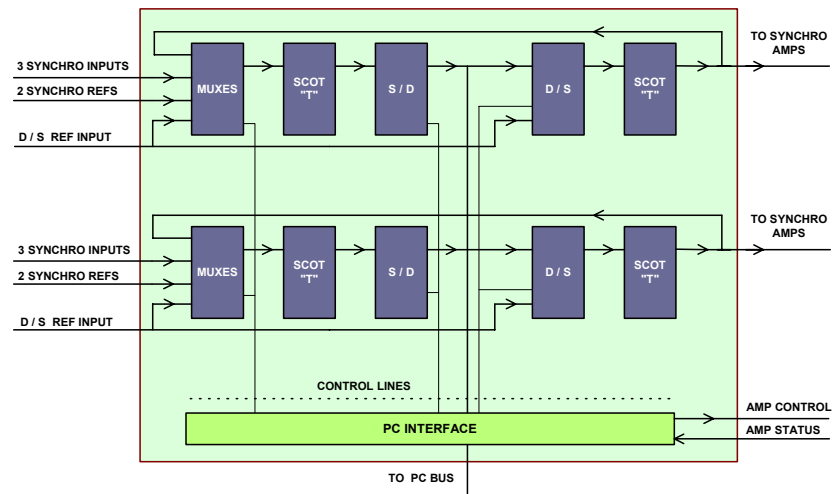 TO SYNCHRO
AMPS
3 SYNCHRO INPUTS
2 SYNCHRO REFS
D / S REF INPUT
MUXES
SCOT
"T"
S / D
D / S
SCOT
"T"
TO SYNCHRO
AMPS
3 SYNCHRO INPUTS
2 SYNCHRO REFS
D / S REF INPUT
MUXES
SCOT
"T"
S / D
D / S
SCOT
"T"
CONTROL LINES
PC INTERFACE
AMP CONTROL
AMP STATUS
TO PC BUS